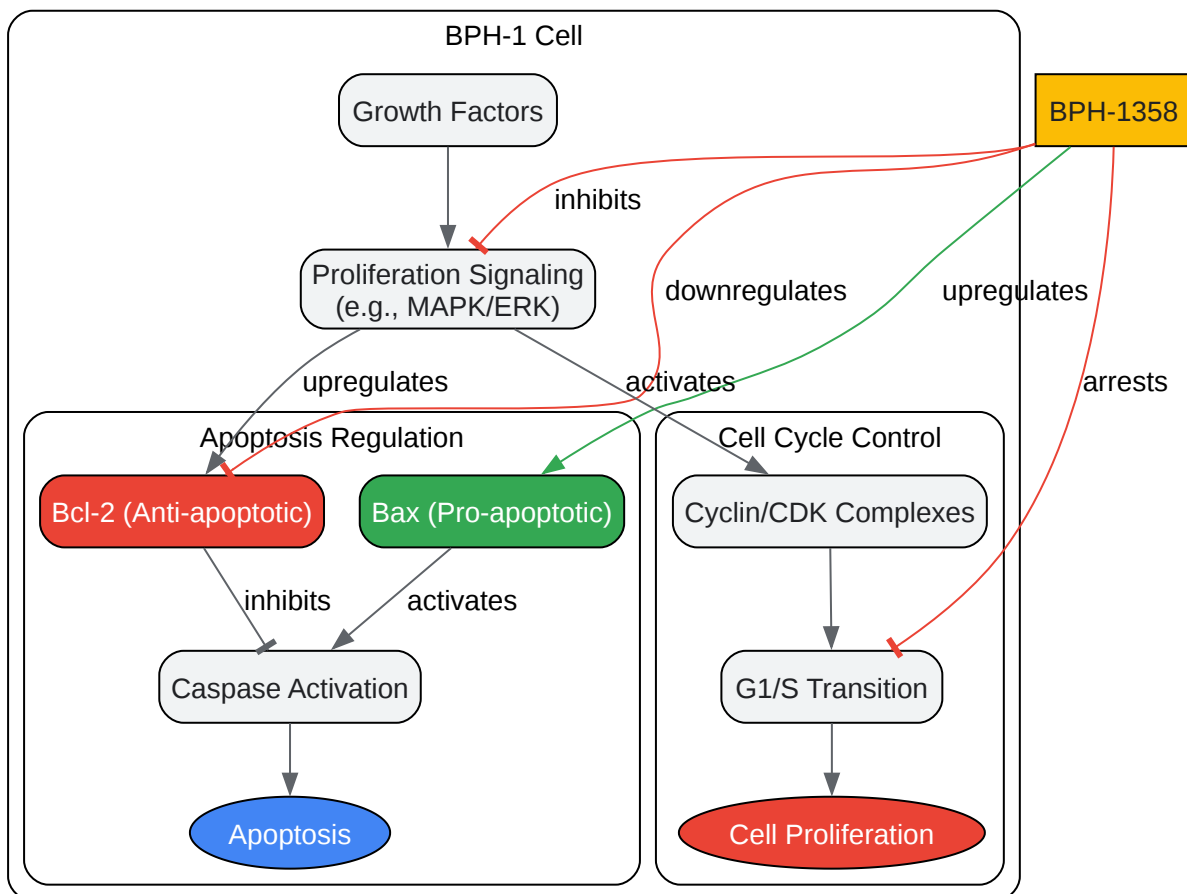 BPH-1 Cell
Growth Factors
BPH-1358
inhibits
Proliferation Signaling
(e.g., MAPK/ERK)
downregulates
upregulates
upregulates
activates
arrests
Apoptosis Regulation
Cell Cycle Control
Bcl-2 (Anti-apoptotic)
Bax (Pro-apoptotic)
Cyclin/CDK Complexes
inhibits
activates
Caspase Activation
G1/S Transition
Apoptosis
Cell Proliferation